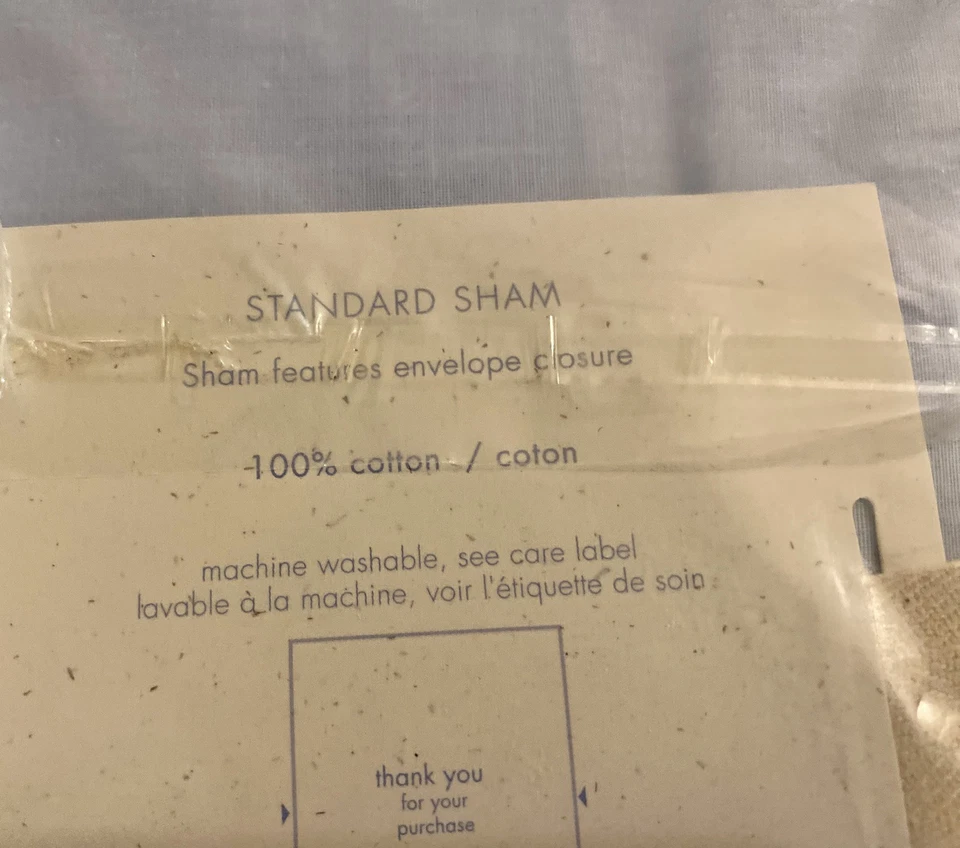 STANDARD SHAM
Sham features envelope closure
100% cotton / coton
machine washable, see care label
lavable à la machine, voir l'étiquette de soin
thank you
for your
purchase